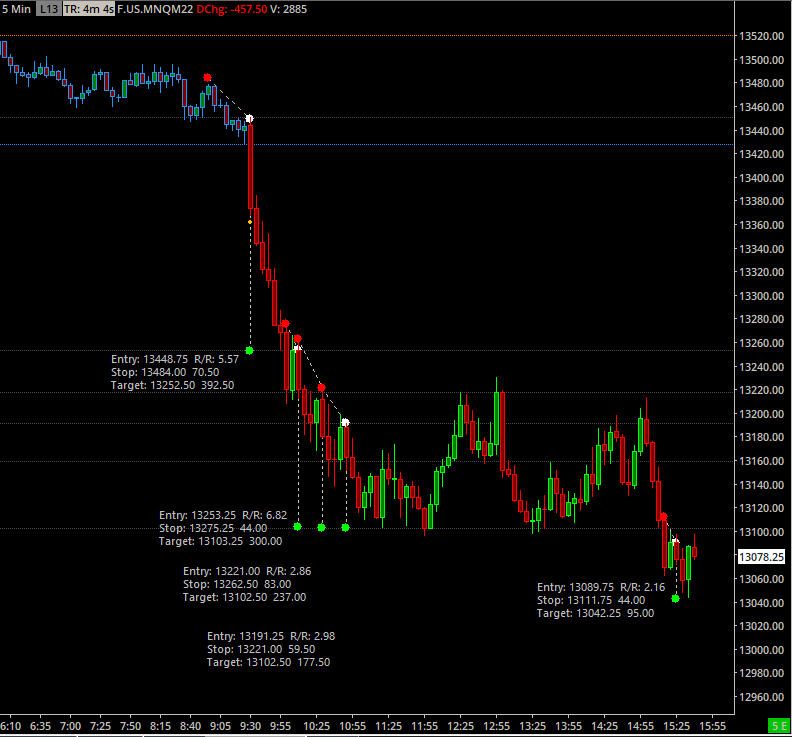 5 Min L13 TR: 4m 4s F.US.MNQM22 DChg: -457.50 V: 2885
13520.00
13500.00
13480.00
13460.00
13440.00
13420.00
13400.00
13380.00
13360.00
13340.00
13320.00
13300.00
13280.00
13260.00
13240.00
13220.00
13200.00
13180.00
13160.00
13140.00
13120.00
13100.00
13078.25
13060.00
13040.00
13020.00
13000.00
12980.00
12960.00
Entry: 13448.75 R/R: 5.57
Stop: 13484.00 70.50
Target: 13252.50 392.50
Entry: 13253.25 R/R: 6.82
Stop: 13275.25 44.00
Target: 13103.25 300.00
Entry: 13221.00 R/R: 2.86
Stop: 13262.50 83.00
Target: 13102.50 237.00
Entry: 13191.25 R/R: 2.98
Stop: 13221.00 59.50
Target: 13102.50 177.50
Entry: 13089.75 R/R: 2.16
Stop: 13111.75 44.00
Target: 13042.25 95.00
6:10 6:35 7:00 7:25 7:50 8:15 8:40 9:05 9:30 9:55 10:25 10:55 11:25 11:55 12:25 12:55 13:25 13:55 14:25 14:55 15:25 15:55
5 E